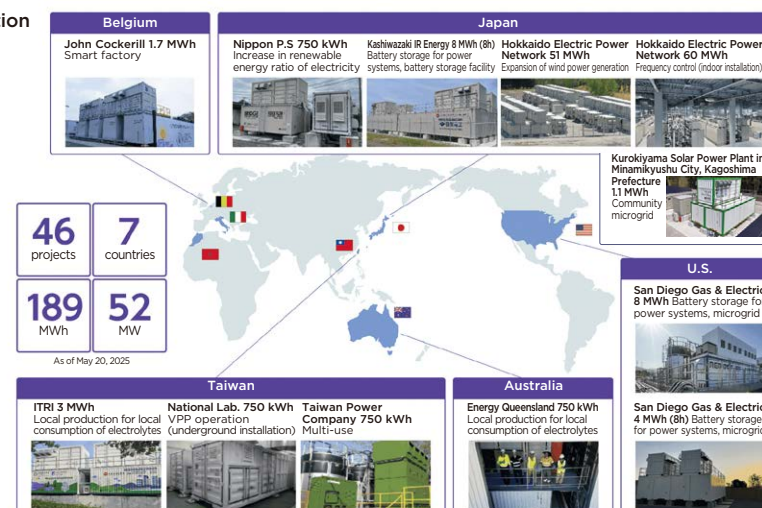 tion
Belgium
John Cockerill 1.7 MWh
Smart factory
Japan
Nippon P.S 750 kWh
Increase in renewable
energy ratio of electricity
Kashiwazaki IR Energy 8 MWh (8h)
Battery storage for power
systems, battery storage facility
Hokkaido Electric Power
Network 51 MWh
Expansion of wind power generation
Hokkaido Electric Power
Network 60 MWh
Frequency control (indoor installation)
Kurokiyama Solar Power Plant in
Minamikyushu City, Kagoshima
Prefecture
1.1 MWh
Community
microgrid
46
projects
7
countries
189
MWh
52
MW
As of May 20, 2025
U.S.
San Diego Gas & Electric
8 MWh Battery storage fo
power systems, microgrid
San Diego Gas & Electric
4 MWh (8h) Battery storage
for power systems, microgrid
Taiwan
ITRI 3 MWh
Local production for local
consumption of electrolytes
National Lab. 750 kWh
VPP operation
(underground installation)
Taiwan Power
Company 750 kWh
Multi-use
Australia
Energy Queensland 750 kWh
Local production for local
consumption of electrolytes